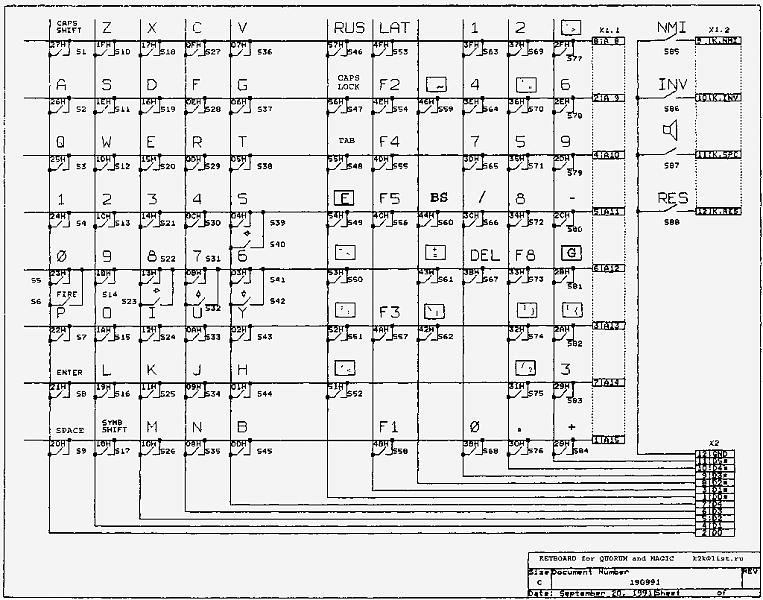 CAPS SHIFT Z X C V RUS LAT 1 2 X1.1 NMI X1.2
27H 1FH 17H 0FH 07H 57H 4FH 3FH 37H 2FH 8 A 8 9 K.NMI
S1 S10 S18 S27 S36 S46 S53 S63 S69 S77 S85
A S D F G CAPS LOCK F2 ~ 4 6 INV
26H 1EH 16H 0EH 06H 56H 4EH 46H 3EH 36H 2EH 2 A 9 10 K.INV
S2 S11 S19 S28 S37 S47 S54 S59 S64 S70 S78 S86
Q W E R T TAB F4 7 5 9
25H 1DH 15H 0DH 05H 55H 4DH 3DH 35H 2DH 4 A10 11 K.SPC
S3 S12 S20 S29 S38 S48 S55 S65 S71 S79 S87
1 2 3 4 5 E F5 BS / 8 - RES
24H 1CH 14H 0CH 04H 54H 4CH 44H 3CH 34H 2CH 5 A11 12 K.RES
S4 S13 S21 S30 S39 S49 S56 S60 S66 S72 S80 S88
S40
Ø 9 8 S22 7 S31 6 DEL F8 G
23H 1BH 13H 0BH 03H 53H 43H 3BH 33H 2BH 6 A12
S5 S14 S41 S50 S61 S67 S73 S81
S6 FIRE S23 S32 S42
P O I U Y F3
22H 1AH 12H 0AH 02H 52H 4AH 42H 32H 2AH 3 A13
S7 S15 S24 S33 S43 S51 S57 S62 S74 S82
ENTER L K J H 3
21H 19H 11H 09H 01H 51H 31H 29H 7 A14
S8 S16 S25 S34 S44 S52 S75 S83
SPACE SYMB SHIFT M N B F1 Ø . +
20H 18H 10H 08H 00H 48H 38H 30H 28H 1 A15
S9 S17 S26 S35 S45 S58 S68 S76 S84
X2
12 GND
11 D5*
10 D4*
9 D3*
8 D2*
3 D1*
1 D0*
7 D4
6 D3
5 D2
4 D1
2 D0
KEYBOARD for QUORUM and MAGIC k2k@list.ru
Size Document Number REV
C 190991
Date: September 20, 1991 Sheet of